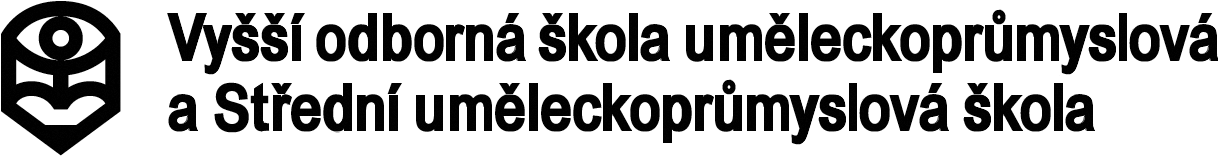 Vyšší odborná škola uměleckoprůmyslová
a Střední uměleckoprůmyslová škola